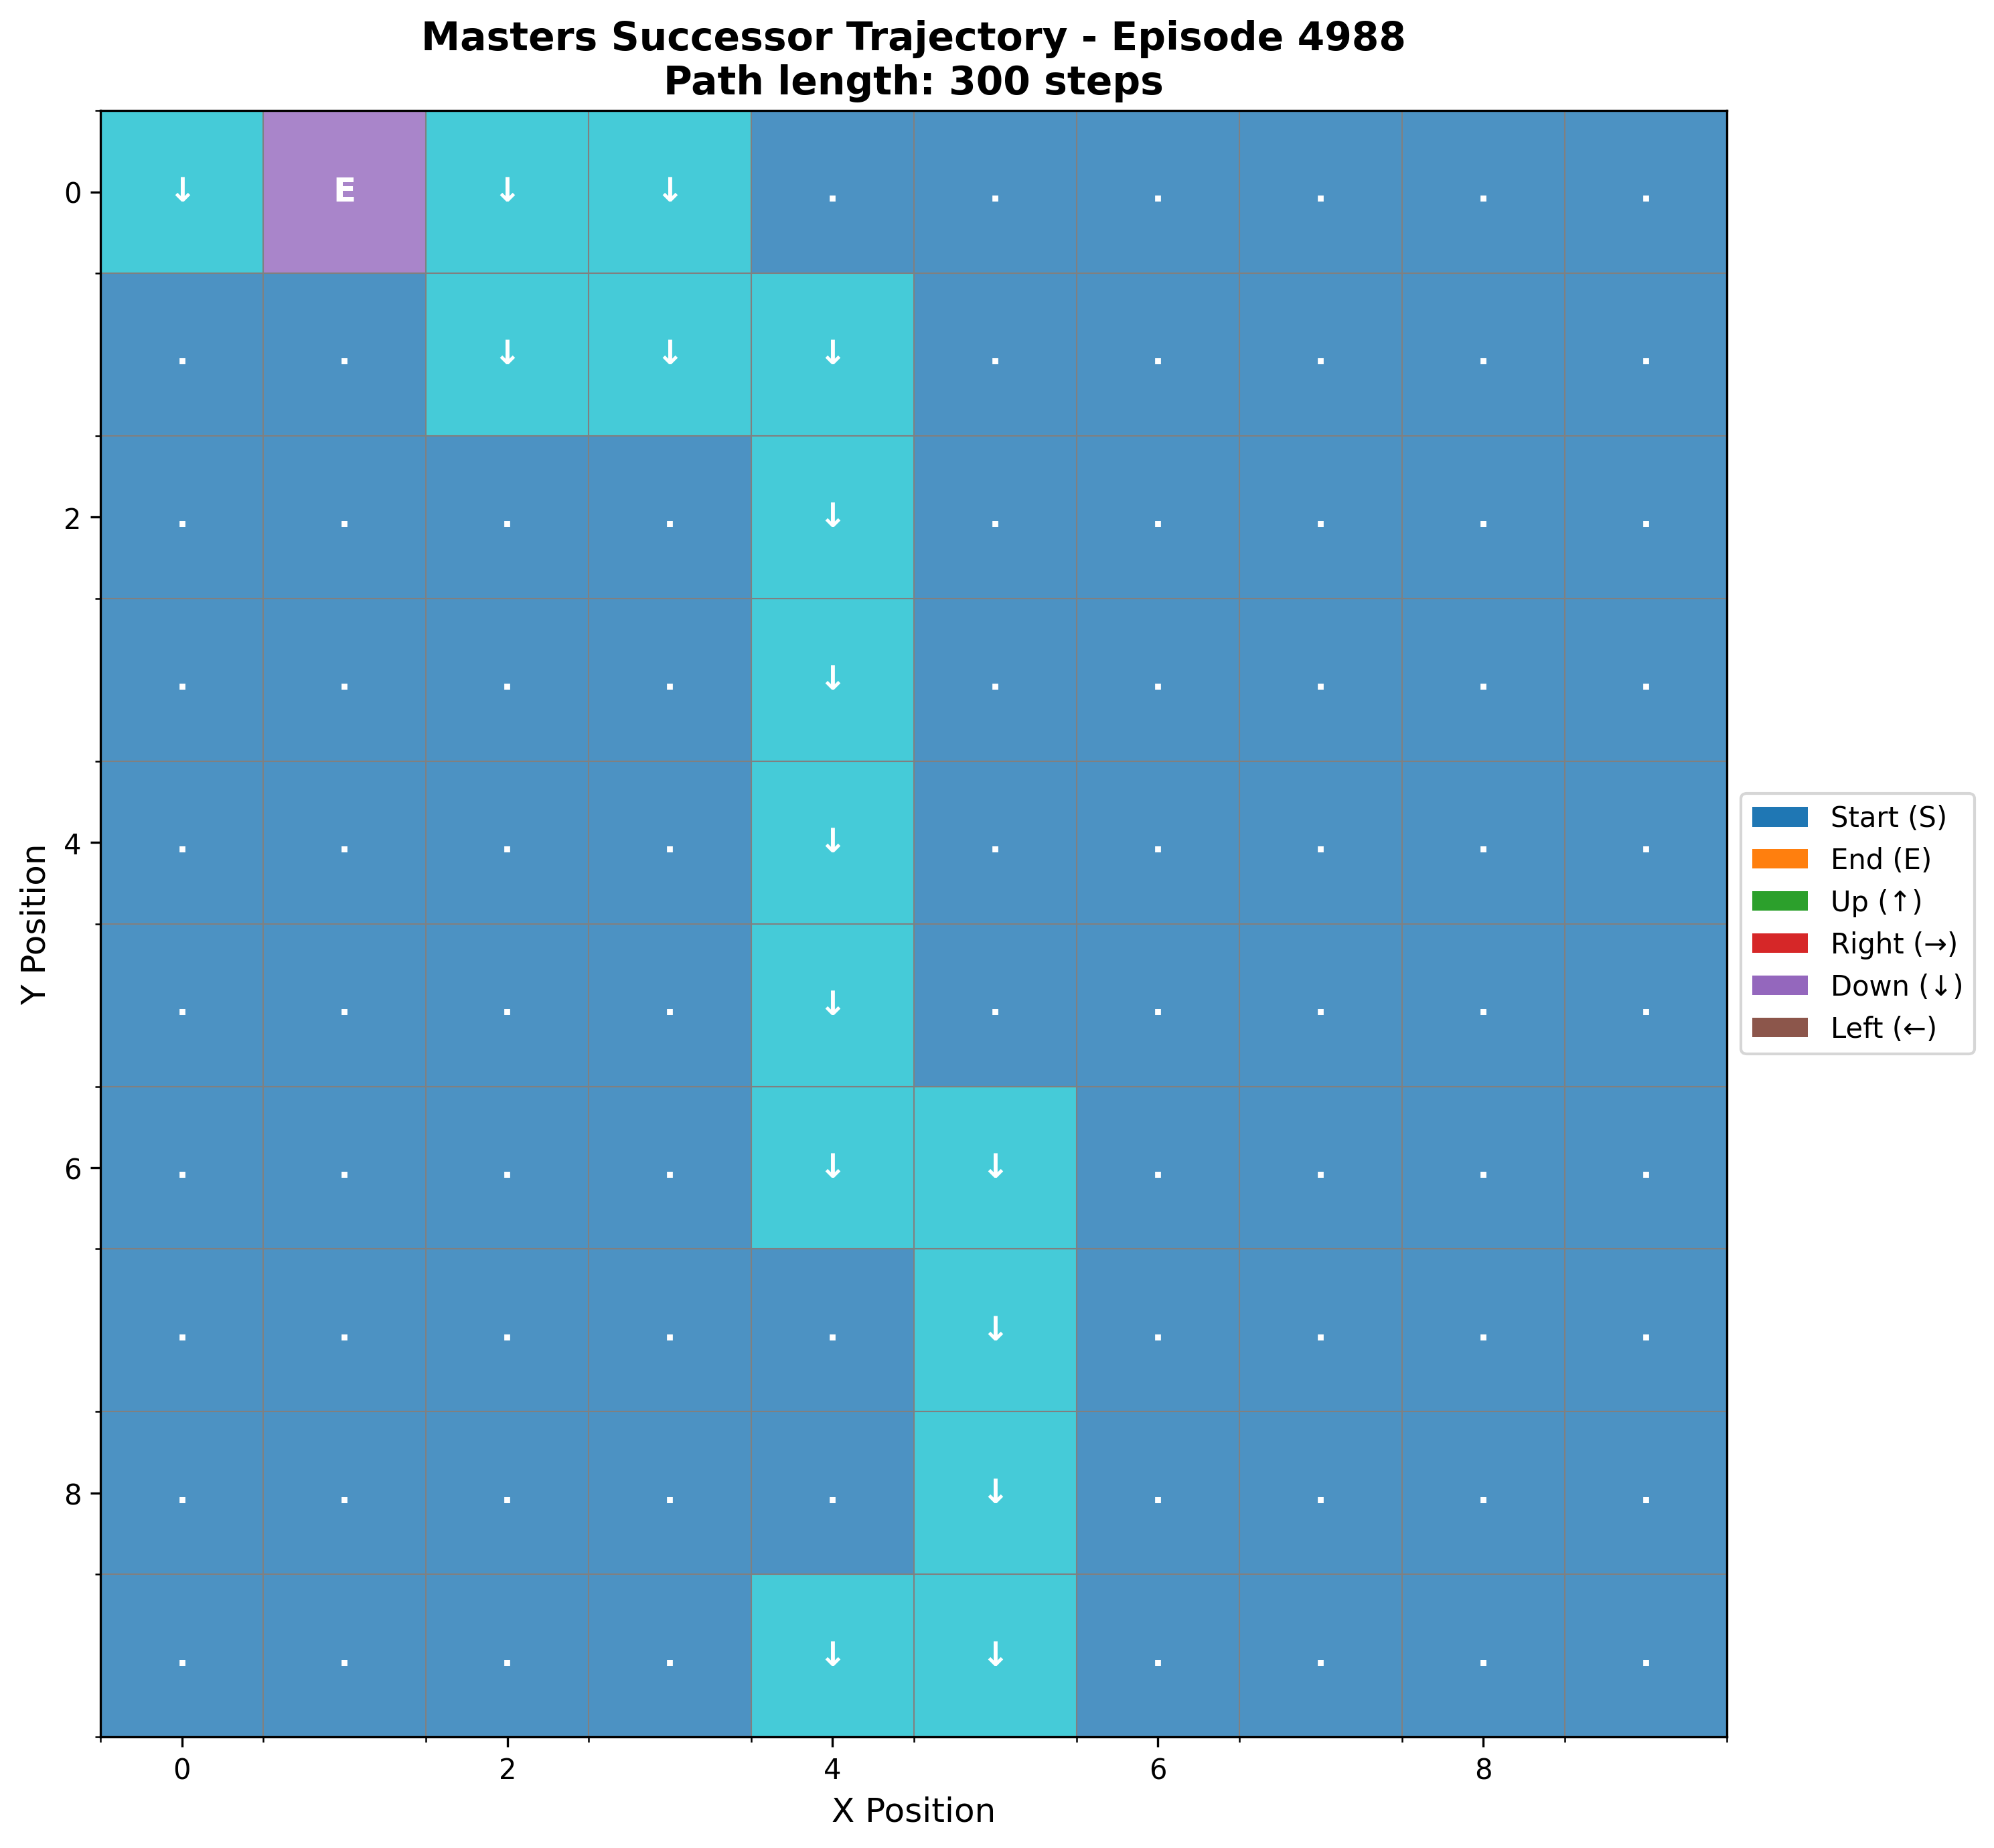 Masters Successor Trajectory - Episode 4988
Path length: 300 steps
0 ↓ E ↓ ↓ . . . . . .
. . ↓ ↓ ↓ . . . . .
2 . . . . ↓ . . . . .
. . . . ↓ . . . . .
4 . . . . ↓ . . . . .
. . . . ↓ . . . . .
6 . . . . ↓ ↓ . . . .
. . . . . ↓ . . . .
8 . . . . . ↓ . . . .
. . . . ↓ ↓ . . . .
0 2 4 6 8
X Position
Y Position
Start (S)
End (E)
Up (↑)
Right (→)
Down (↓)
Left (←)